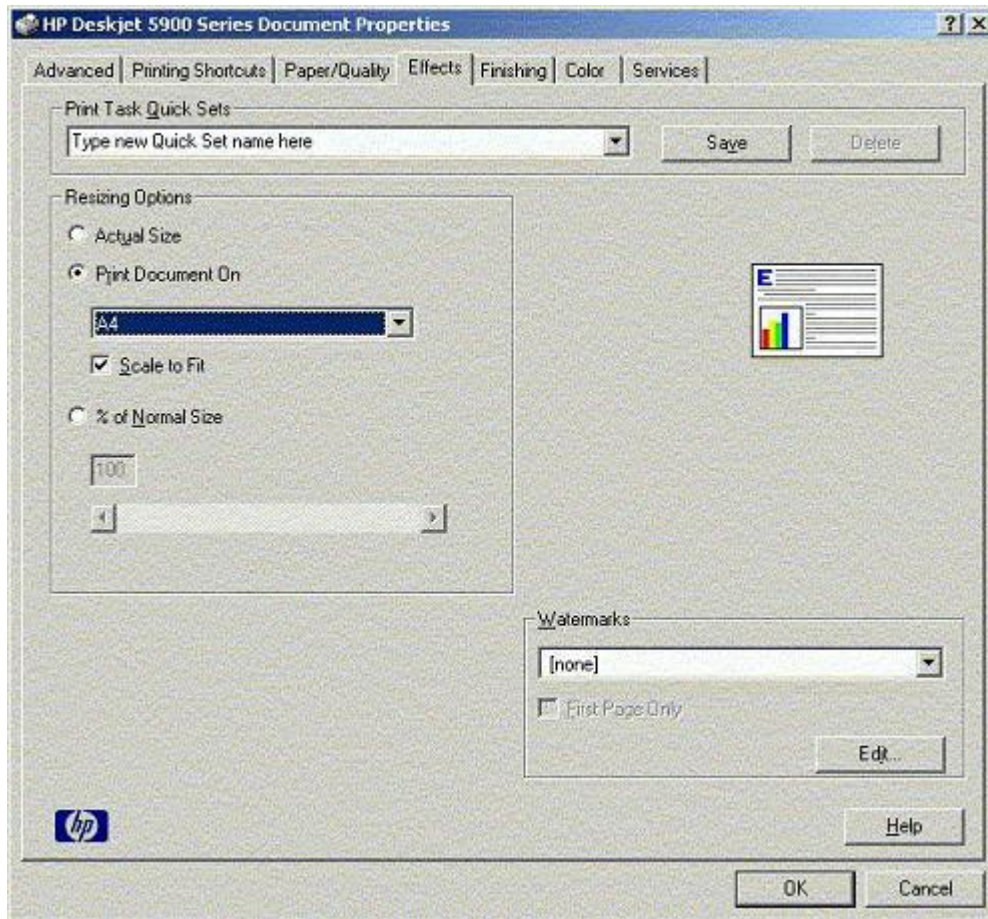 HP Deskjet 5900 Series Document Properties
Advanced Printing Shortcuts Paper/Quality Effects Finishing Color Services
Print Task Quick Sets
Type new Quick Set name here Save Delete
Resizing Options
Actual Size
Print Document On
E
A4
Scale to Fit
% of Normal Size
100
Watermarks
[none]
First Page Only
Edit...
hp
Help
OK Cancel